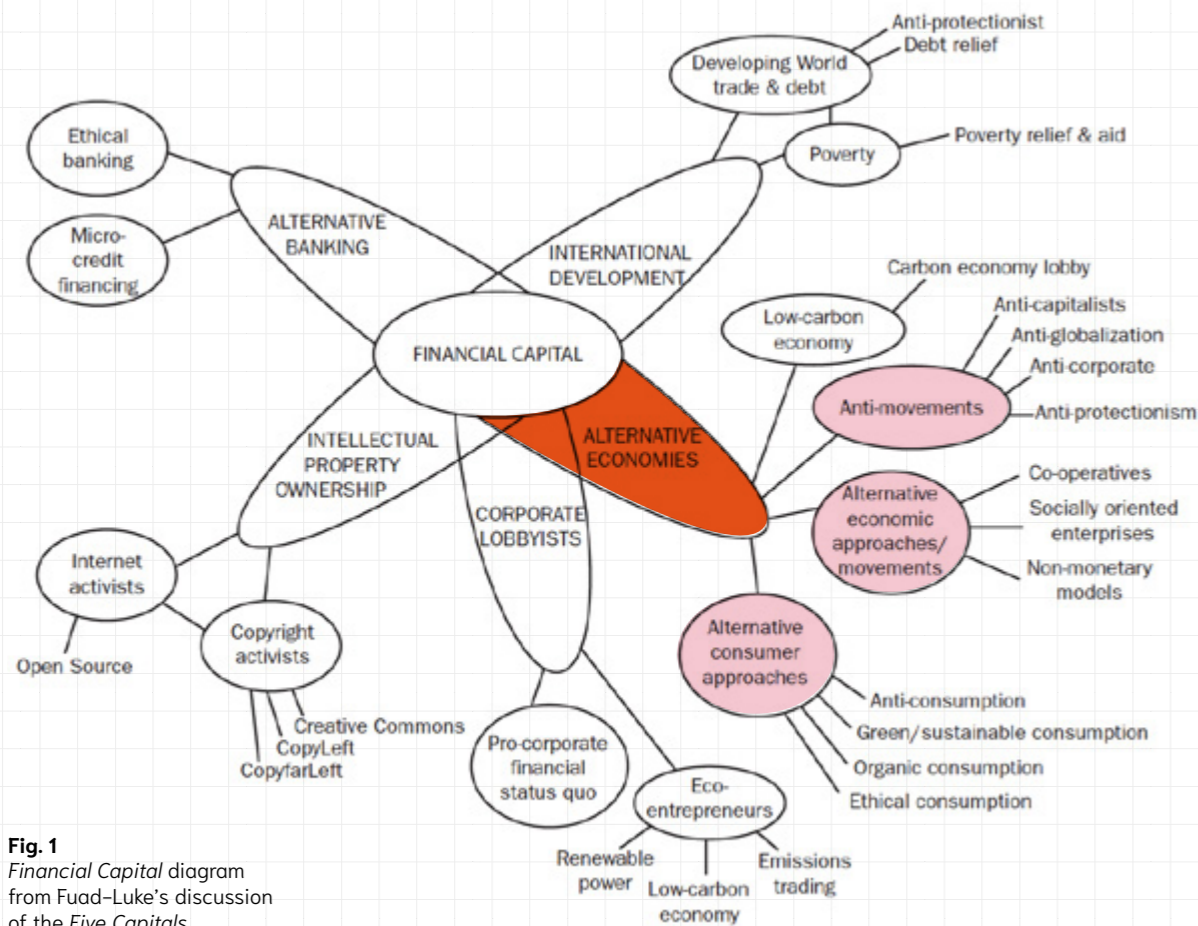 Anti-protectionist
Debt relief
Developing World
trade & debt
Poverty
Poverty relief & aid
Ethical
banking
Micro-
credit
financing
ALTERNATIVE
BANKING
INTERNATIONAL
DEVELOPMENT
FINANCIAL CAPITAL
Carbon economy lobby
Low-carbon
economy
Anti-capitalists
Anti-globalization
Anti-corporate
Anti-protectionism
Anti-movements
ALTERNATIVE
ECONOMIES
Alternative
economic
approaches/
movements
Co-operatives
Socially oriented
enterprises
Non-monetary
models
INTELLECTUAL
PROPERTY
OWNERSHIP
CORPORATE
LOBBYISTS
Internet
activists
Open Source
Copyright
activists
Creative Commons
CopyLeft
CopyfarLeft
Alternative
consumer
approaches
Anti-consumption
Green/sustainable consumption
Organic consumption
Ethical consumption
Pro-corporate
financial
status quo
Eco-
entrepreneurs
Renewable
power
Low-carbon
economy
Emissions
trading
Fig. 1
Financial Capital diagram
from Fuad-Luke's discussion
of the Five Capitals